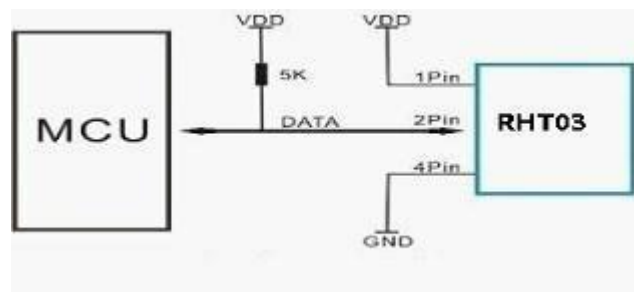 VDD
VDD
5K
1Pin
MCU
DATA
2Pin
RHT03
4Pin
GND